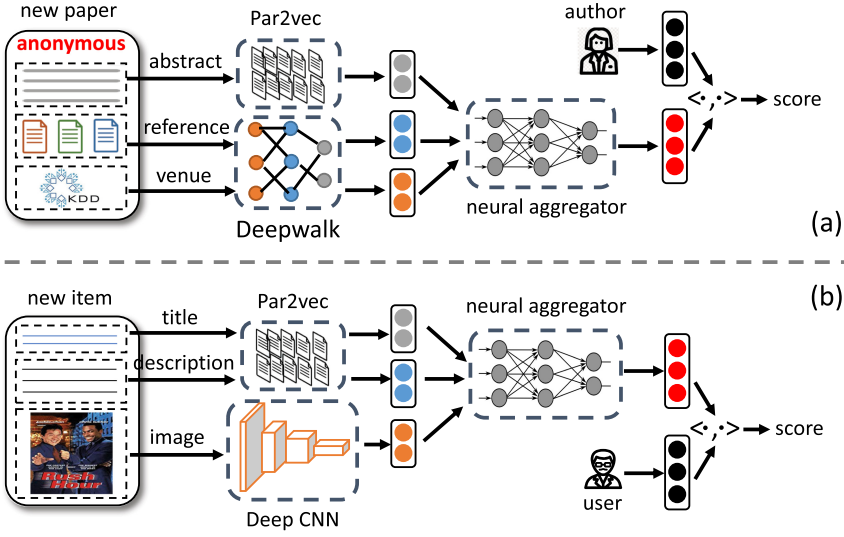 new paper
anonymous
abstract
reference
venue
KDD
Par2vec
Deepwalk
neural aggregator
author
<·,·>
score
(a)
new item
title
description
image
Rush
Hour
Par2vec
Deep CNN
neural aggregator
user
<·,·>
score
(b)